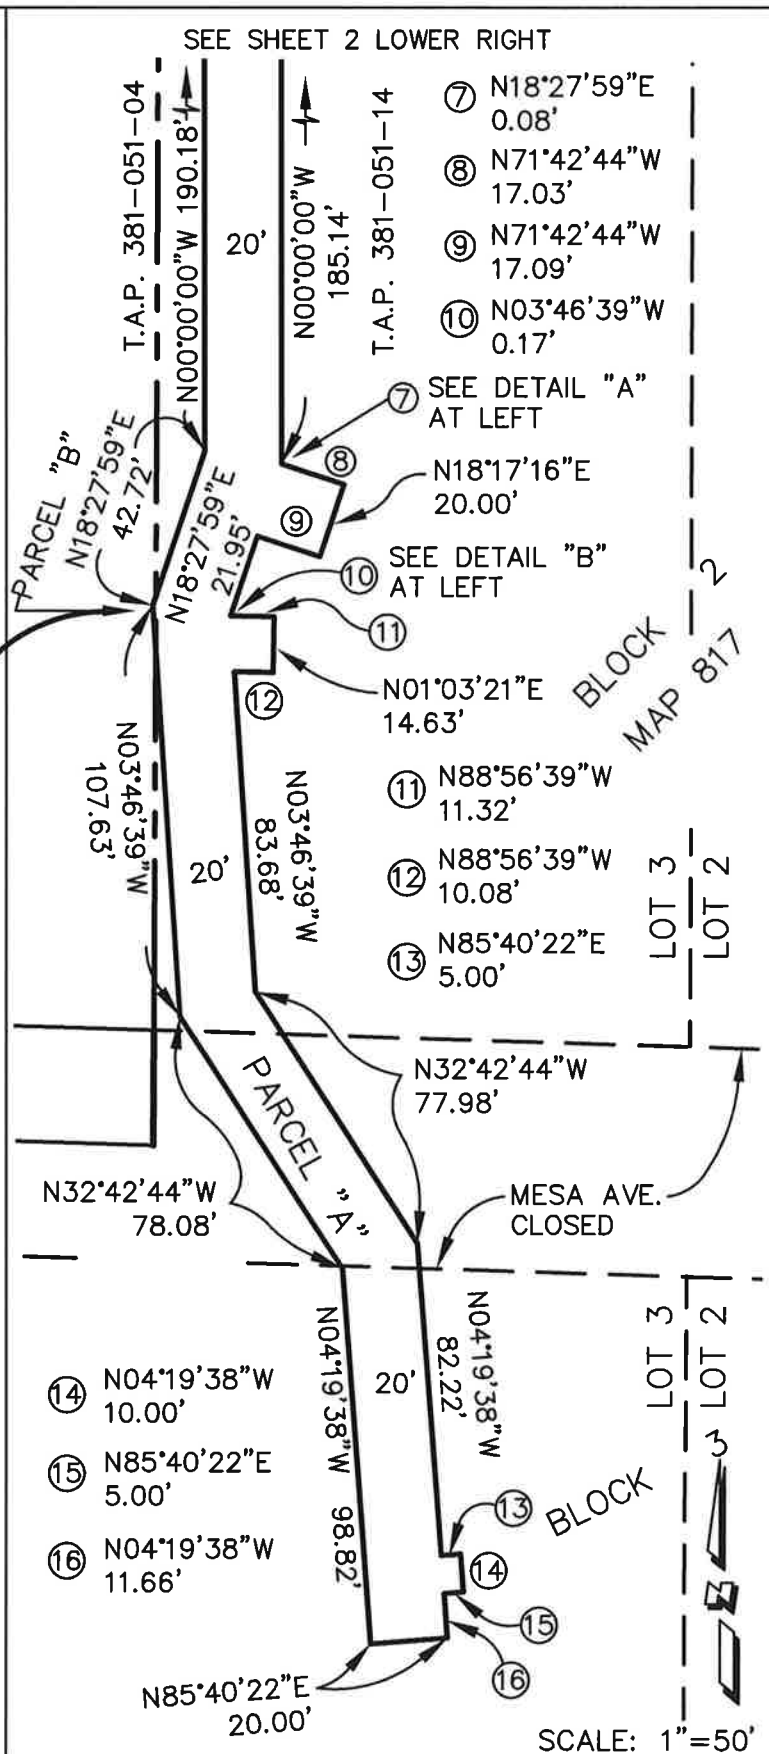 SEE SHEET 2 LOWER RIGHT
T.A.P. 381-051-04
N00°00'00"W 190.18'
20'
N00°00'00"W
185.14'
T.A.P. 381-051-14
7 N18°27'59"E
0.08'
8 N71°42'44"W
17.03'
9 N71°42'44"W
17.09'
10 N03°46'39"W
0.17'
7 SEE DETAIL "A"
AT LEFT
8
N18°17'16"E
20.00'
9
PARCEL "B"
N18°27'59"E
42.72'
N18°27'59"E
21.95'
10 SEE DETAIL "B"
AT LEFT
11
12
N01°03'21"E
14.63'
BLOCK 2
MAP 817
N03°46'39"W
107.63'
20'
N03°46'39"W
83.68'
11 N88°56'39"W
11.32'
12 N88°56'39"W
10.08'
13 N85°40'22"E
5.00'
LOT 3
LOT 2
PARCEL "A"
N32°42'44"W
77.98'
N32°42'44"W
78.08'
MESA AVE.
CLOSED
N04°19'38"W 98.82'
20'
N04°19'38"W
82.22'
LOT 3
LOT 2
14 N04°19'38"W
10.00'
15 N85°40'22"E
5.00'
16 N04°19'38"W
11.66'
BLOCK 3
13
14
15
16
N85°40'22"E
20.00'
SCALE: 1"=50'